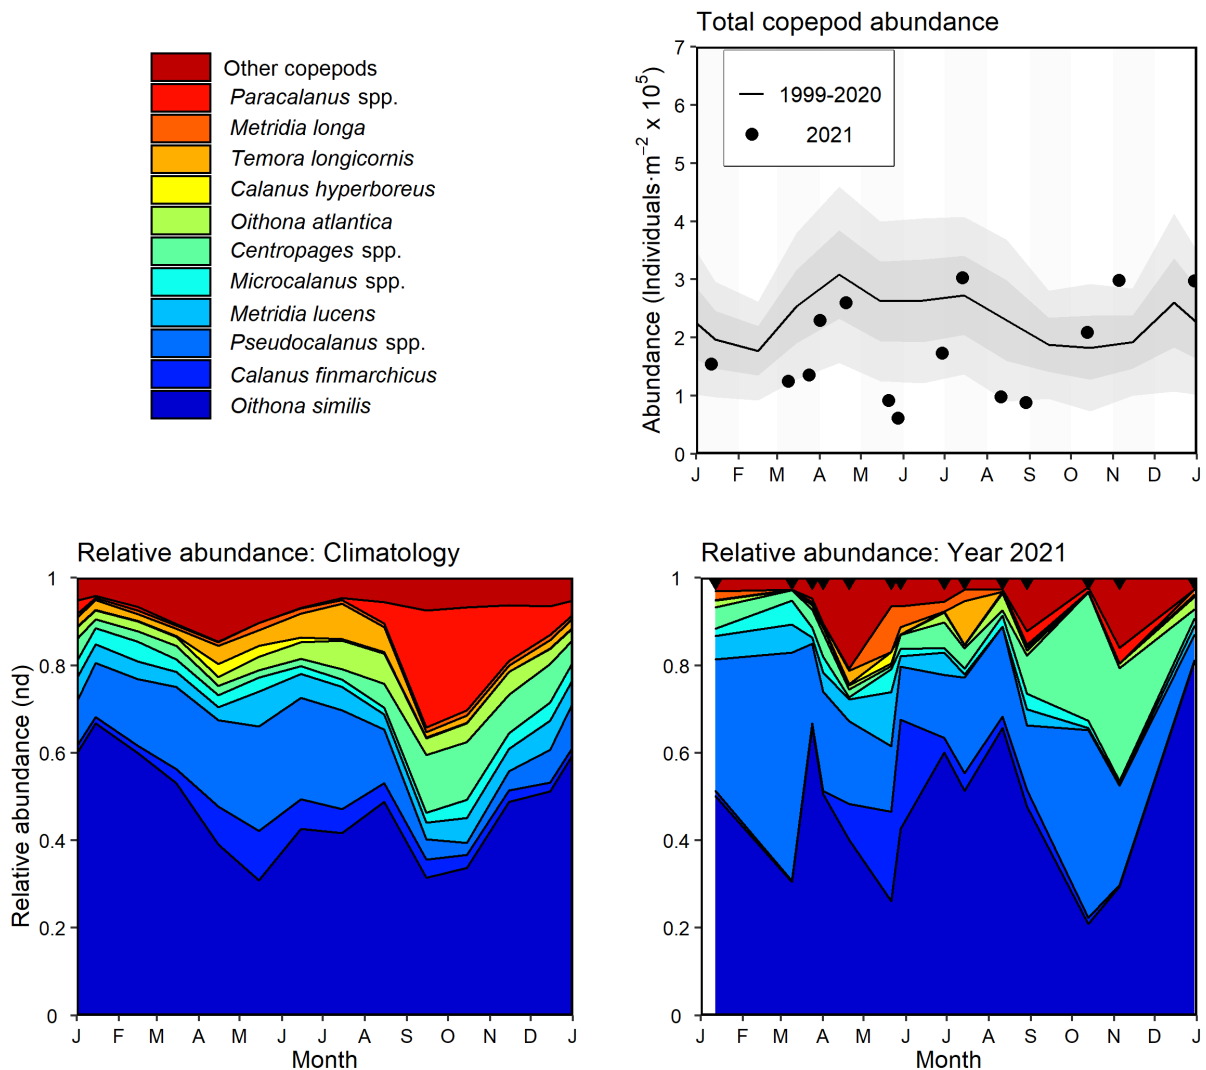 Other copepods
Paracalanus spp.
Metridia longa
Temora longicornis
Calanus hyperboreus
Oithona atlantica
Centropages spp.
Microcalanus spp.
Metridia lucens
Pseudocalanus spp.
Calanus finmarchicus
Oithona similis
Total copepod abundance
Abundance (Individuals·m⁻² x 10⁵)
7
6
5
4
3
2
1
0
1999-2020
2021
J F M A M J J A S O N D J
Relative abundance: Climatology
Relative abundance (nd)
1
0.8
0.6
0.4
0.2
0
J F M A M J J A S O N D J
Month
Relative abundance: Year 2021
1
0.8
0.6
0.4
0.2
0
J F M A M J J A S O N D J
Month